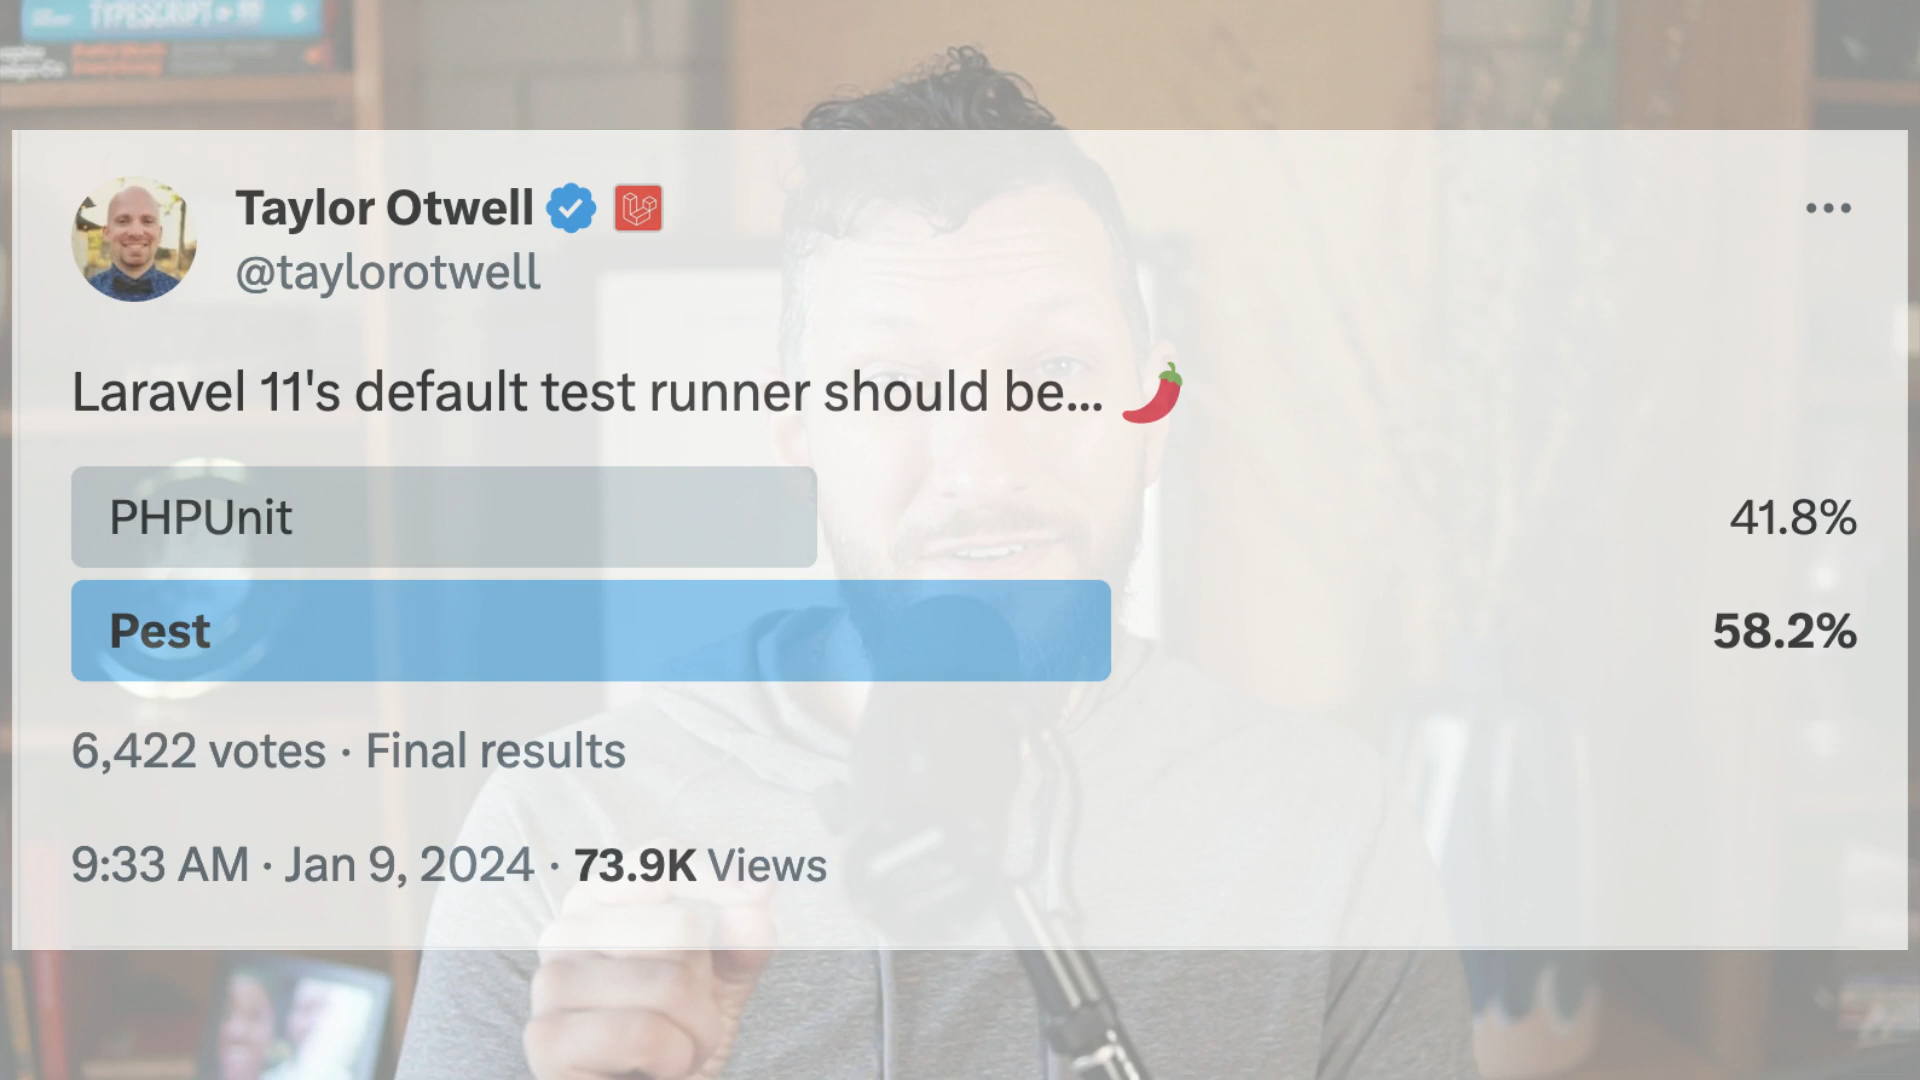 TYPESCRIPT
Taylor Otwell
@taylorotwell
Laravel 11's default test runner should be...
PHPUnit
41.8%
Pest
58.2%
6,422 votes · Final results
9:33 AM · Jan 9, 2024 · 73.9K Views